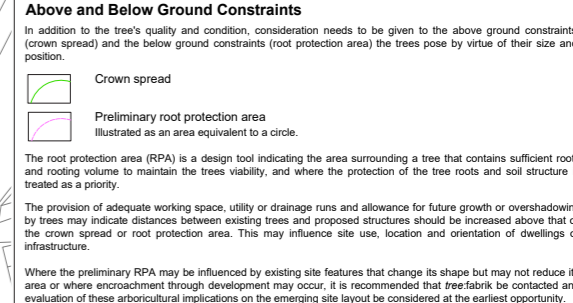 Above and Below Ground Constraints
In addition to the tree's quality and condition, consideration needs to be given to the above ground constraints
(crown spread) and the below ground constraints (root protection area) the trees pose by virtue of their size and
position.
Crown spread
Preliminary root protection area
Illustrated as an area equivalent to a circle.
The root protection area (RPA) is a design tool indicating the area surrounding a tree that contains sufficient root
and rooting volume to maintain the trees viability, and where the protection of the tree roots and soil structure
treated as a priority.
The provision of adequate working space, utility or drainage runs and allowance for future growth or overshadowin
by trees may indicate distances between existing trees and proposed structures should be increased above that o
the crown spread or root protection area. This may influence site use, location and orientation of dwellings o
infrastructure.
Where the preliminary RPA may be influenced by existing site features that change its shape but may not reduce it
area or where encroachment through development may occur, it is recommended that tree:fabrik be contacted an
evaluation of these arboricultural implications on the emerging site layout be considered at the earliest opportunity.